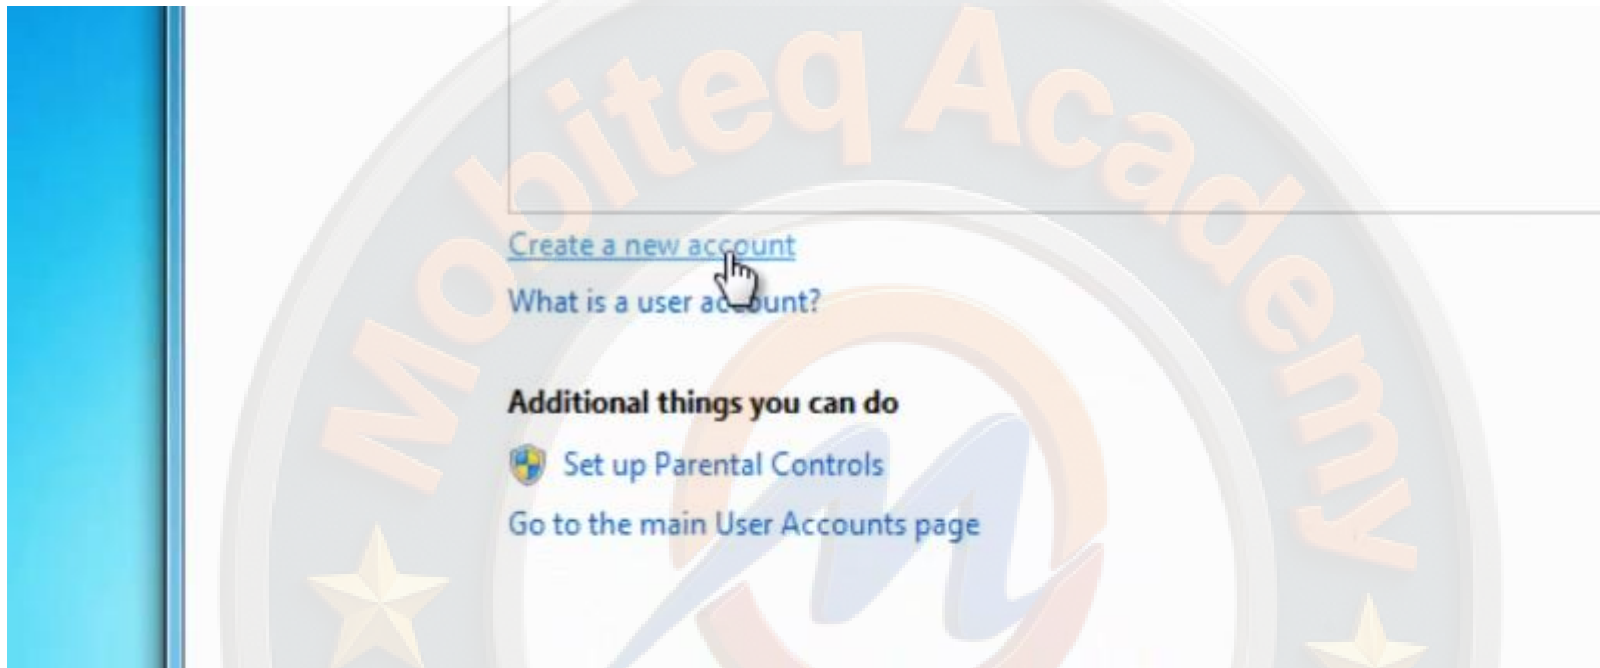 Mobiteq Academy
Create a new account
What is a user account?
Additional things you can do
Set up Parental Controls
Go to the main User Accounts page